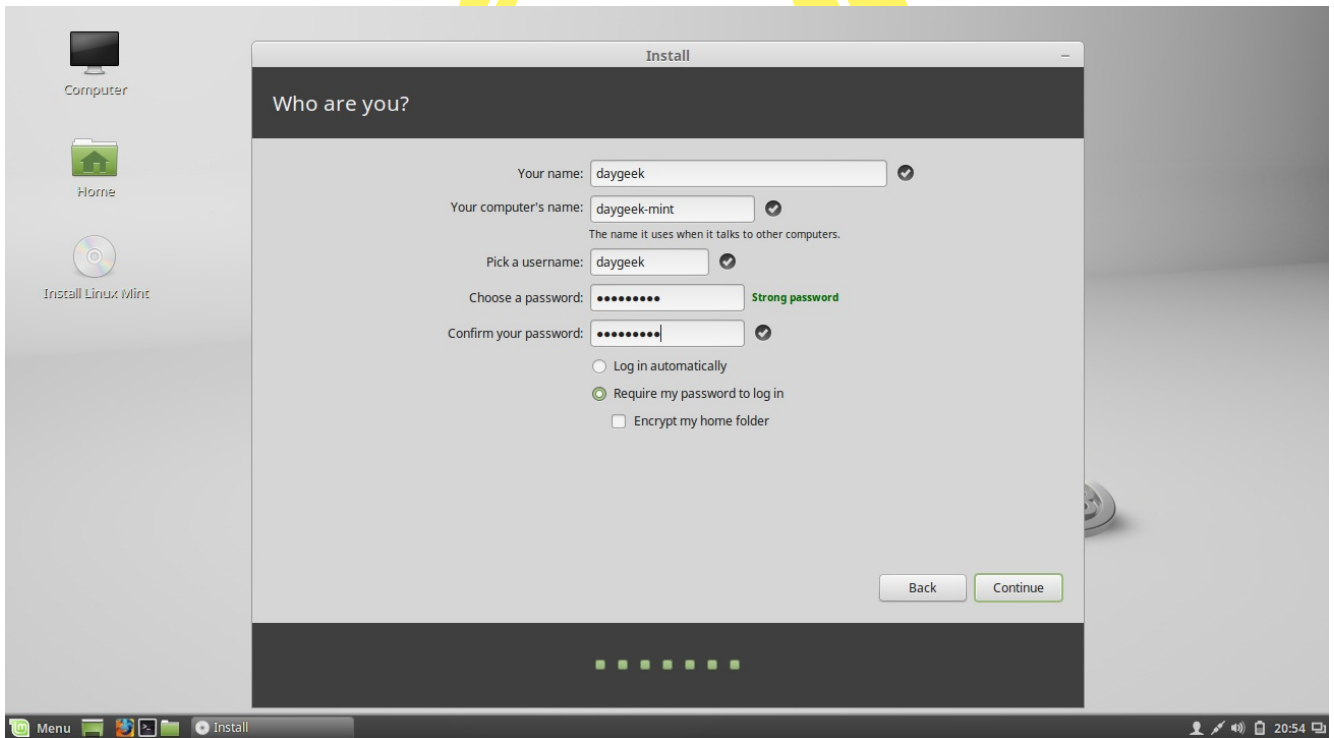 Install
Computer
Who are you?
Your name: daygeek
Home
Your computer's name: daygeek-mint
The name it uses when it talks to other computers.
Pick a username: daygeek
Install Linux Mint
Choose a password: ●●●●●●●●● Strong password
Confirm your password: ●●●●●●●●●
Log in automatically
Require my password to log in
Encrypt my home folder
Back Continue
Menu Install 20:54